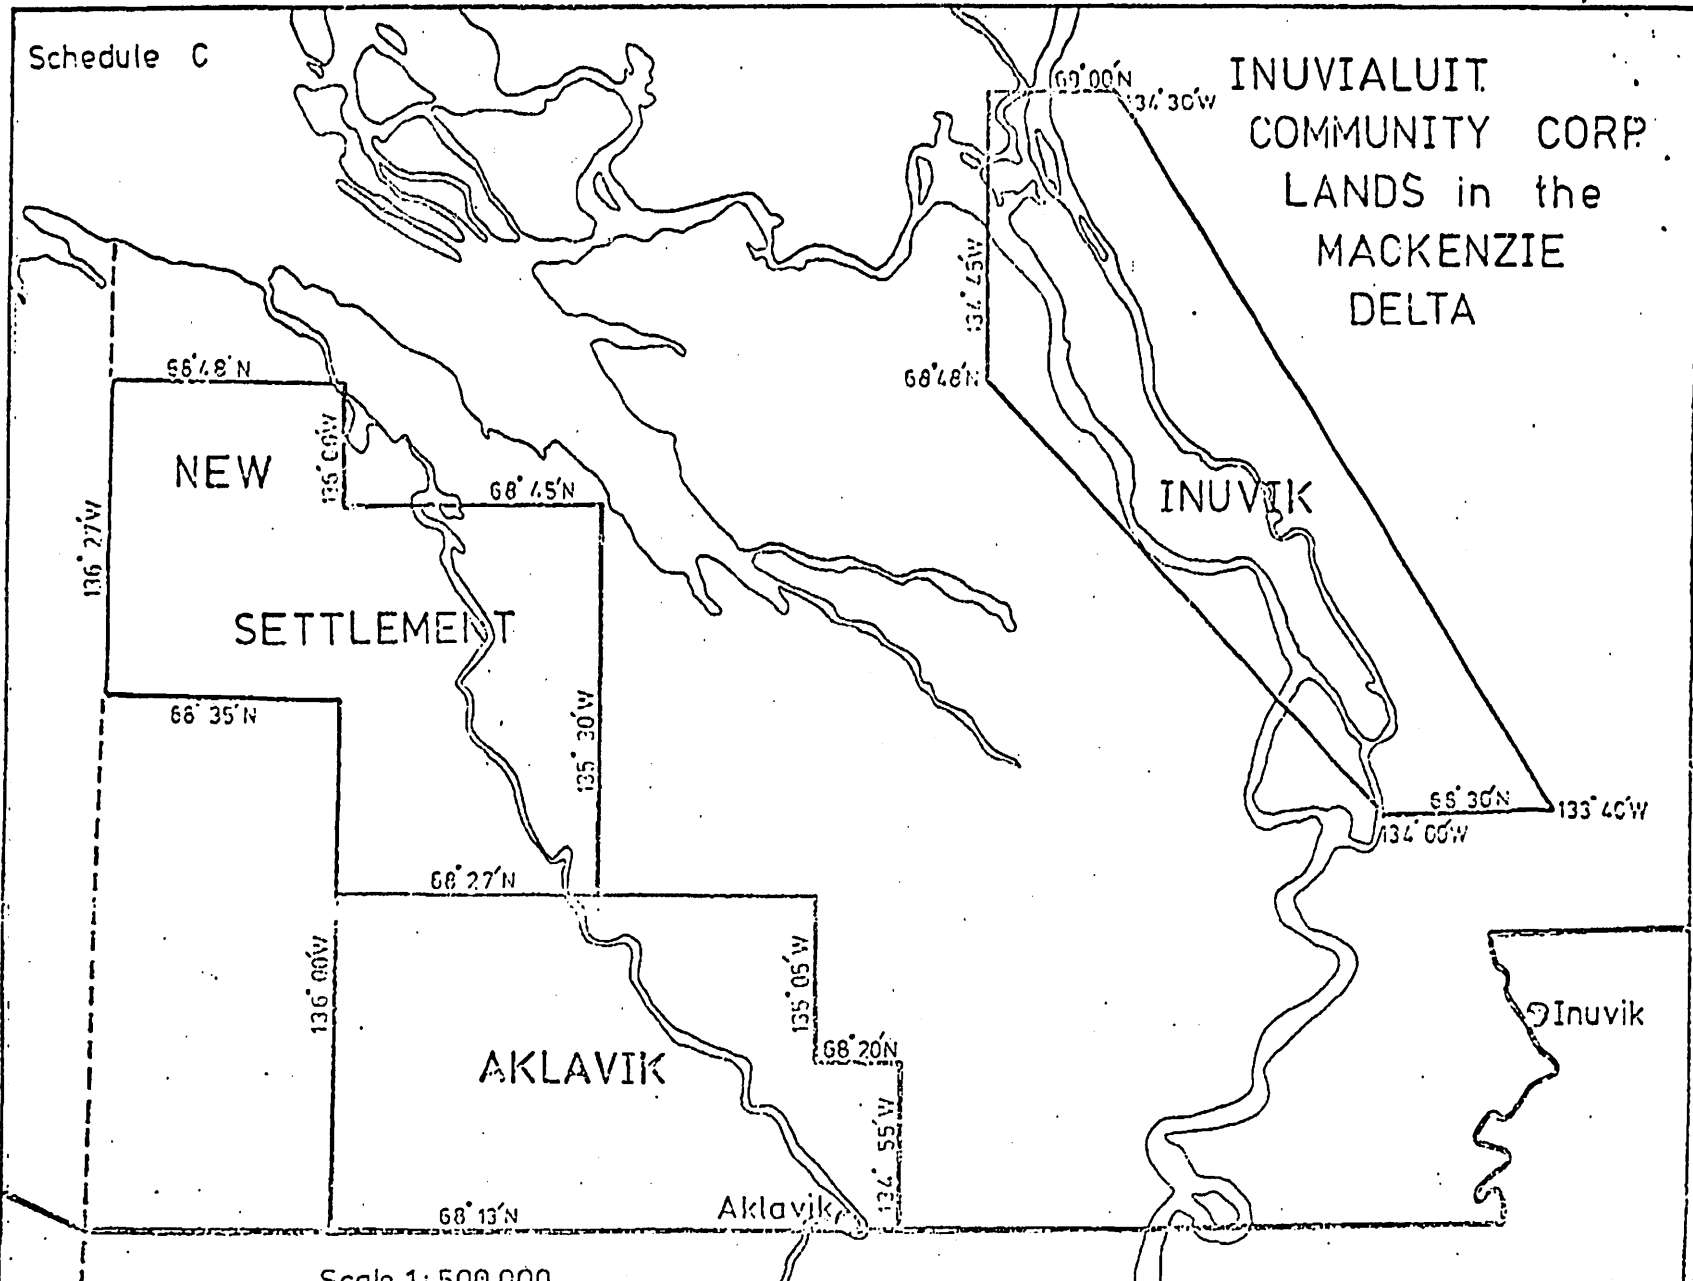 Schedule C
INUVIALUIT
COMMUNITY CORP.
LANDS in the
MACKENZIE
DELTA
69°00'N
134°30'W
134°45'W
68°48'N
68°48'N
NEW
136°00'W
68°45'N
INUVIK
136°27'W
SETTLEMENT
68°35'N
135°30'W
68°30'N
133°40'W
134°00'W
68°27'N
136°00'W
135°05'W
Inuvik
68°20'N
AKLAVIK
134°55'W
Aklavik
68°13'N
Scale 1:500,000